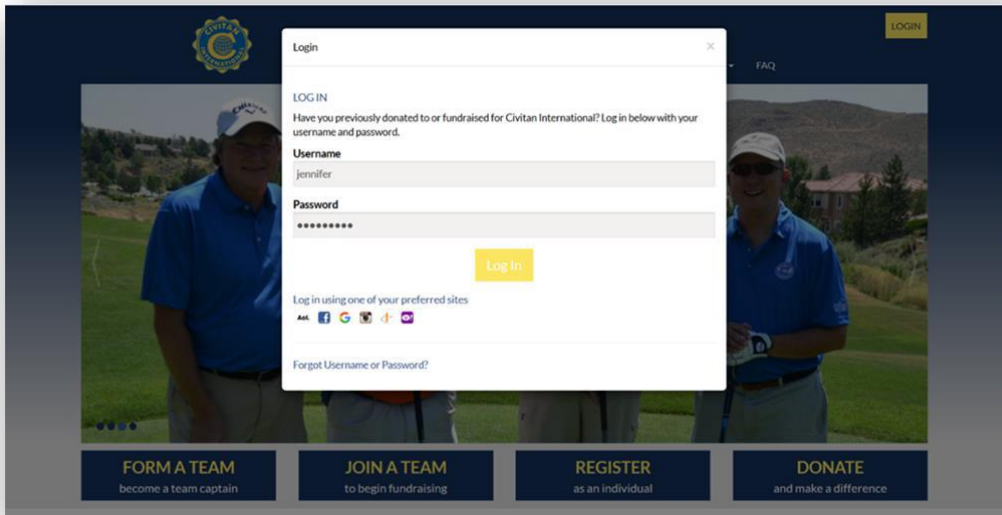 CIVITAN
INTERNATIONAL
LOGIN
Login
×
FAQ
LOG IN
Have you previously donated to or fundraised for Civitan International? Log in below with your
username and password.
Username
jennifer
Password
•••••••••
Log In
Log in using one of your preferred sites
Aol.
Forgot Username or Password?
FORM A TEAM
become a team captain
JOIN A TEAM
to begin fundraising
REGISTER
as an individual
DONATE
and make a difference